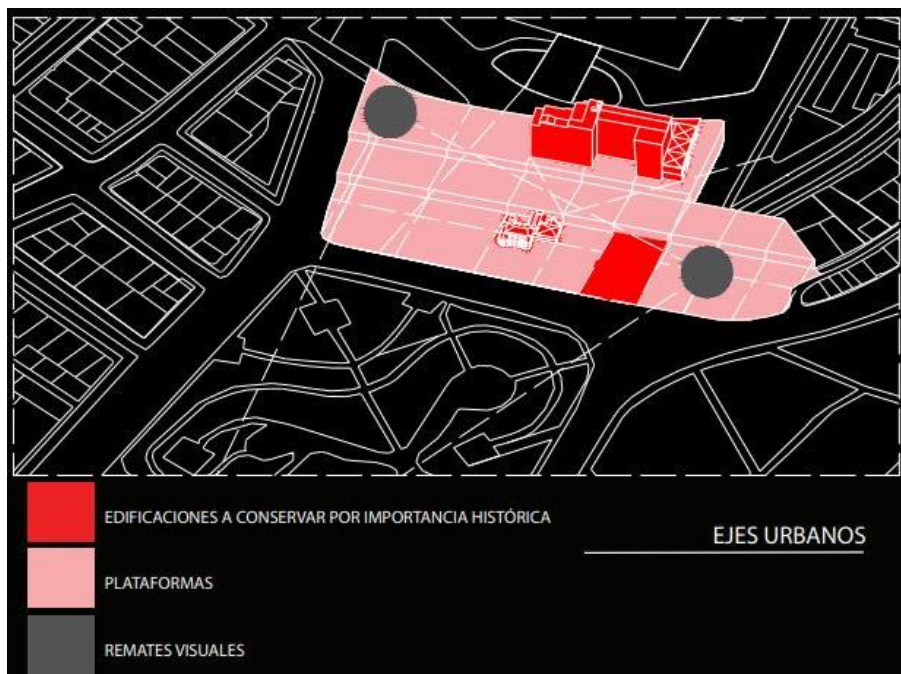 EDIFICACIONES A CONSERVAR POR IMPORTANCIA HISTÓRICA
EJES URBANOS
PLATAFORMAS
REMATES VISUALES